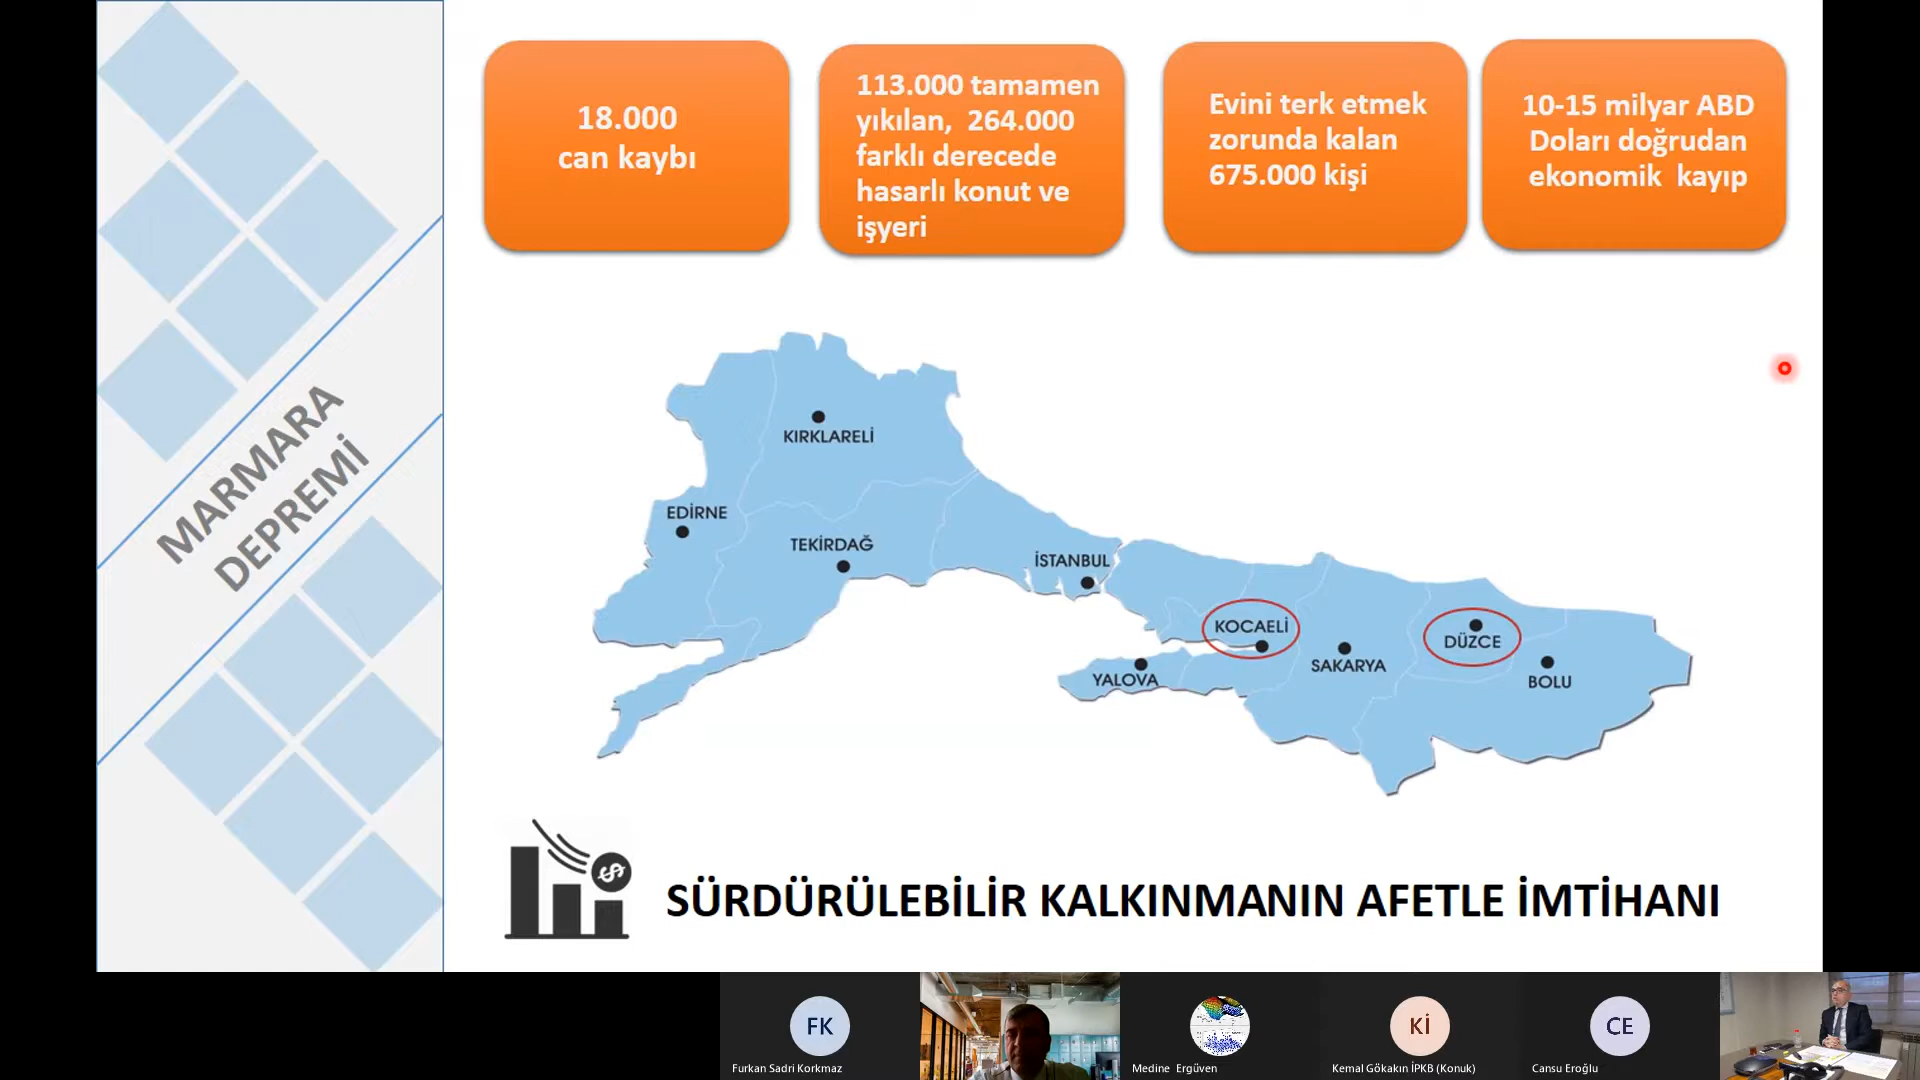 18.000
can kaybı
113.000 tamamen
yıkılan, 264.000
farklı derecede
hasarlı konut ve
işyeri
Evini terk etmek
zorunda kalan
675.000 kişi
10-15 milyar ABD
Doları doğrudan
ekonomik kayıp
MARMARA
DEPREMİ
KIRKLARELİ
EDİRNE
TEKİRDAĞ
İSTANBUL
KOCAELİ
DÜZCE
SAKARYA
YALOVA
BOLU
$
SÜRDÜRÜLEBİLİR KALKINMANIN AFETLE İMTİHANI
FK
Kİ
CE
Furkan Sadri Korkmaz
Medine Ergüven
Kemal Gökakın İPKB (Konuk)
Cansu Eroğlu